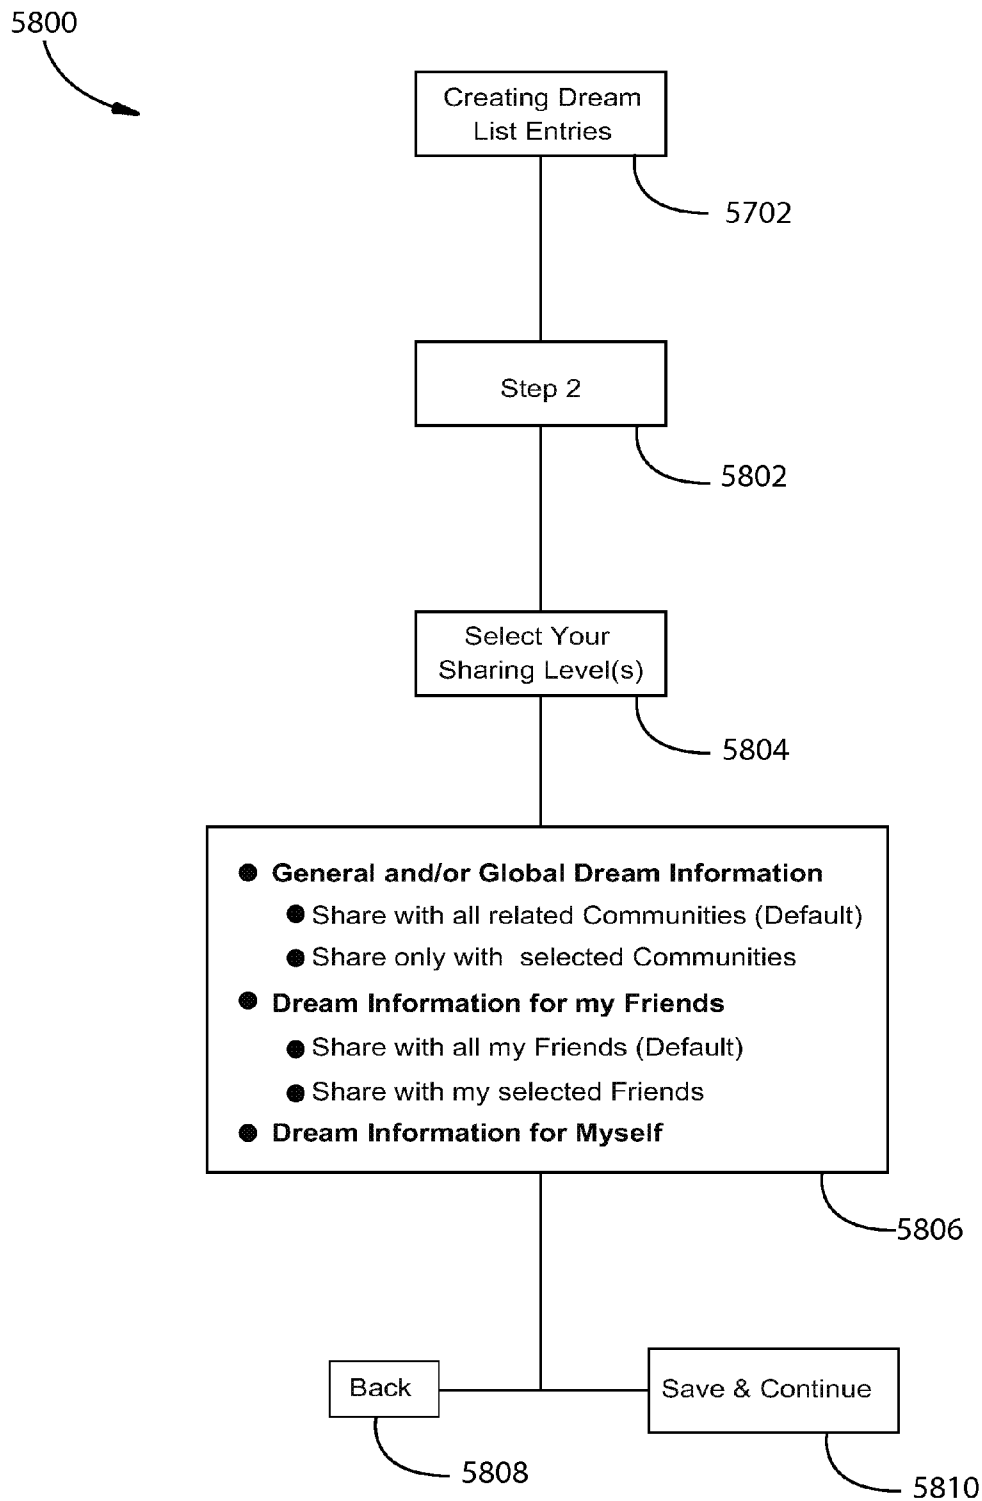 5800
Creating Dream
List Entries
5702
Step 2
5802
Select Your
Sharing Level(s)
5804
● General and/or Global Dream Information
● Share with all related Communities (Default)
● Share only with selected Communities
● Dream Information for my Friends
● Share with all my Friends (Default)
● Share with my selected Friends
● Dream Information for Myself
5806
Back
Save & Continue
5808
5810